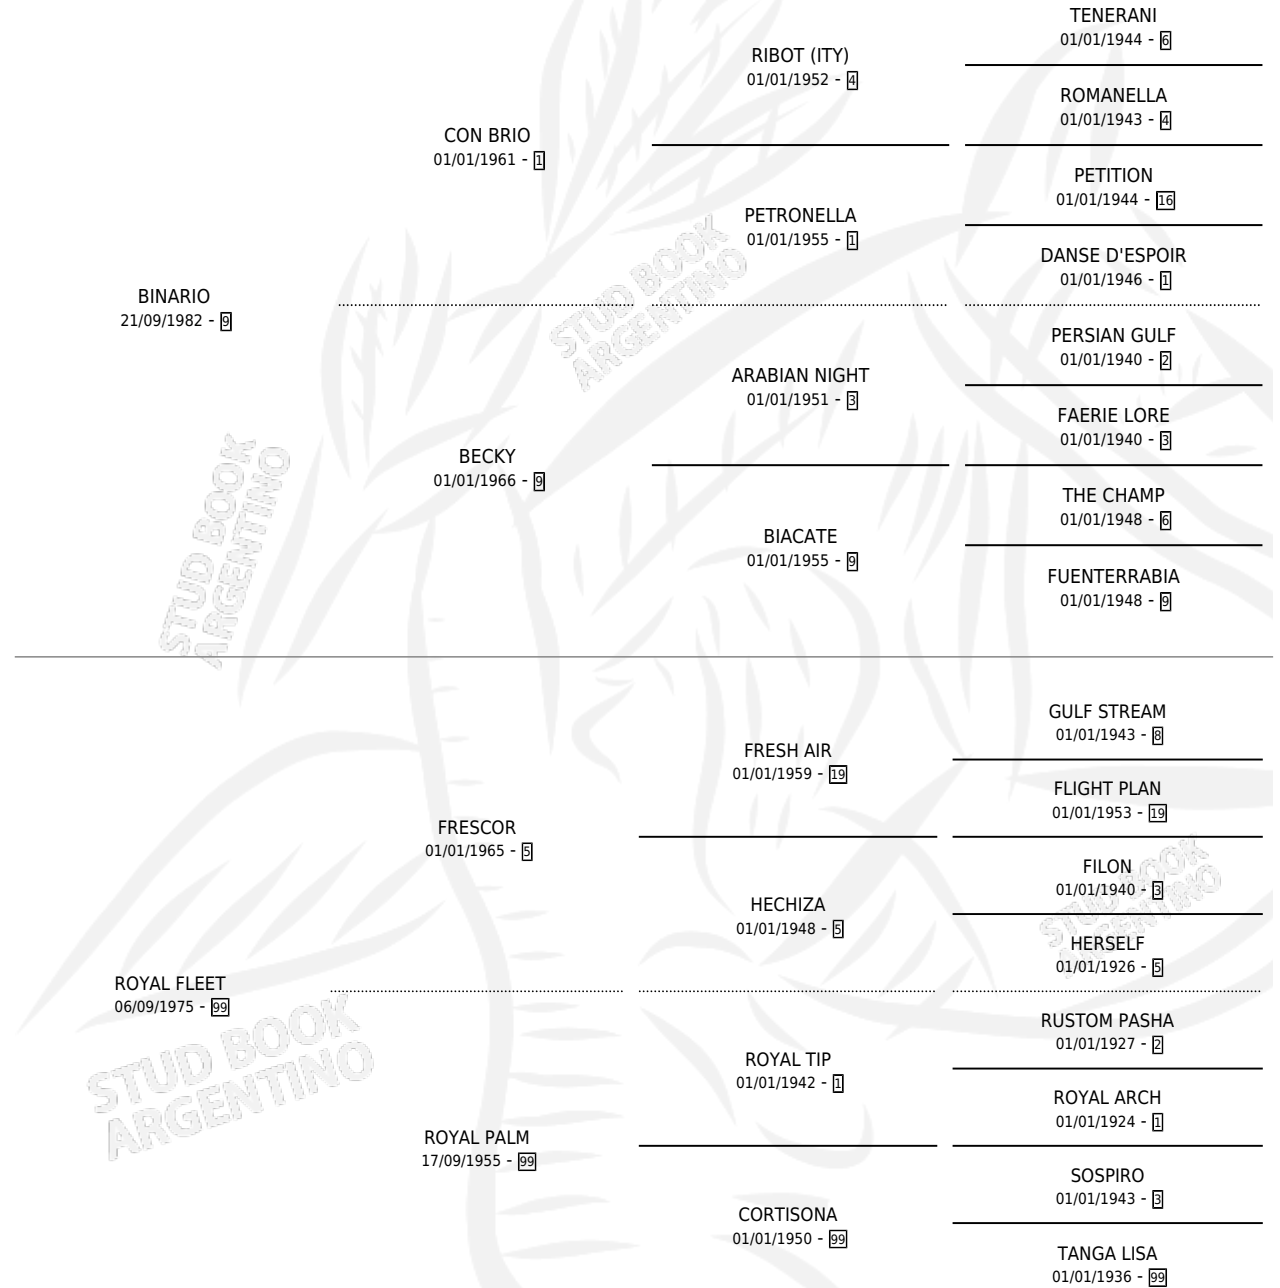 TENERANI
01/01/1944 - 6
RIBOT (ITY)
01/01/1952 - 4
ROMANELLA
01/01/1943 - 4
CON BRIO
01/01/1961 - 1
PETITION
01/01/1944 - 16
PETRONELLA
01/01/1955 - 1
DANSE D'ESPOIR
01/01/1946 - 1
BINARIO
21/09/1982 - 9
PERSIAN GULF
01/01/1940 - 2
ARABIAN NIGHT
01/01/1951 - 3
FAERIE LORE
01/01/1940 - 3
BECKY
01/01/1966 - 9
THE CHAMP
01/01/1948 - 6
BIACATE
01/01/1955 - 9
FUENTERRABIA
01/01/1948 - 9
GULF STREAM
01/01/1943 - 8
FRESH AIR
01/01/1959 - 19
FLIGHT PLAN
01/01/1953 - 19
FRESCOR
01/01/1965 - 5
FILON
01/01/1940 - 3
HECHIZA
01/01/1948 - 5
HERSELF
01/01/1926 - 5
ROYAL FLEET
06/09/1975 - 99
RUSTOM PASHA
01/01/1927 - 2
ROYAL TIP
01/01/1942 - 1
ROYAL ARCH
01/01/1924 - 1
ROYAL PALM
17/09/1955 - 99
SOSPIRO
01/01/1943 - 3
CORTISONA
01/01/1950 - 99
TANGA LISA
01/01/1936 - 99
STUD BOOK
ARGENTINO
STUD BOOK
ARGENTINO
STUD BOOK
ARGENTINO
STUD BOOK
ARGENTINO